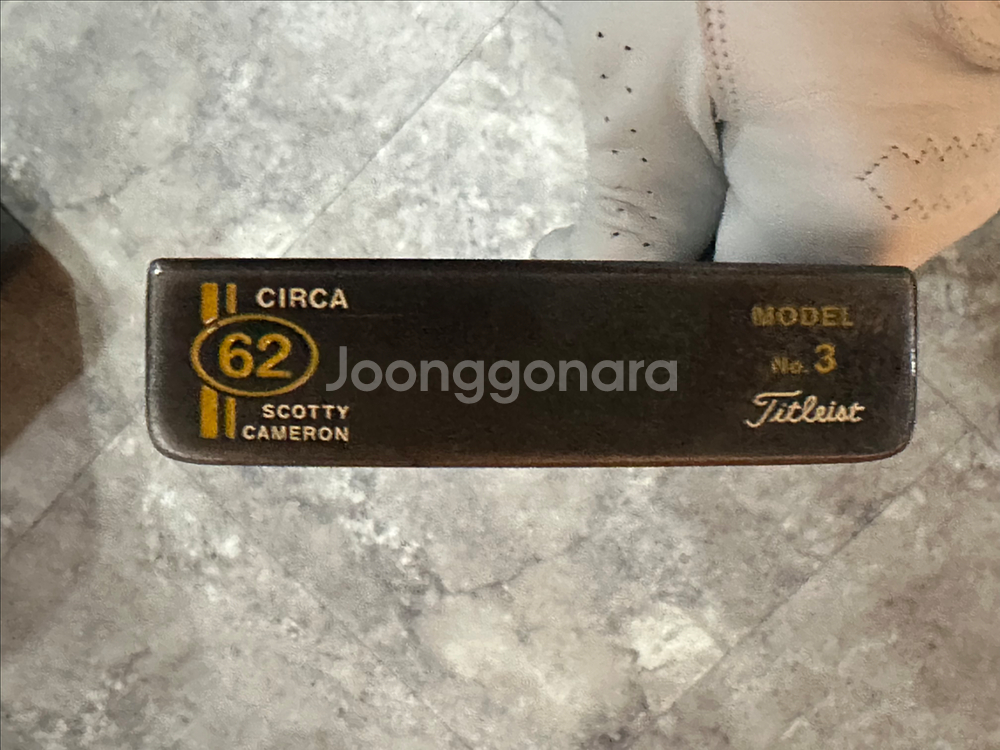 CIRCA
62
SCOTTY
CAMERON
Joonggonara
MODEL
No. 3
Titleist